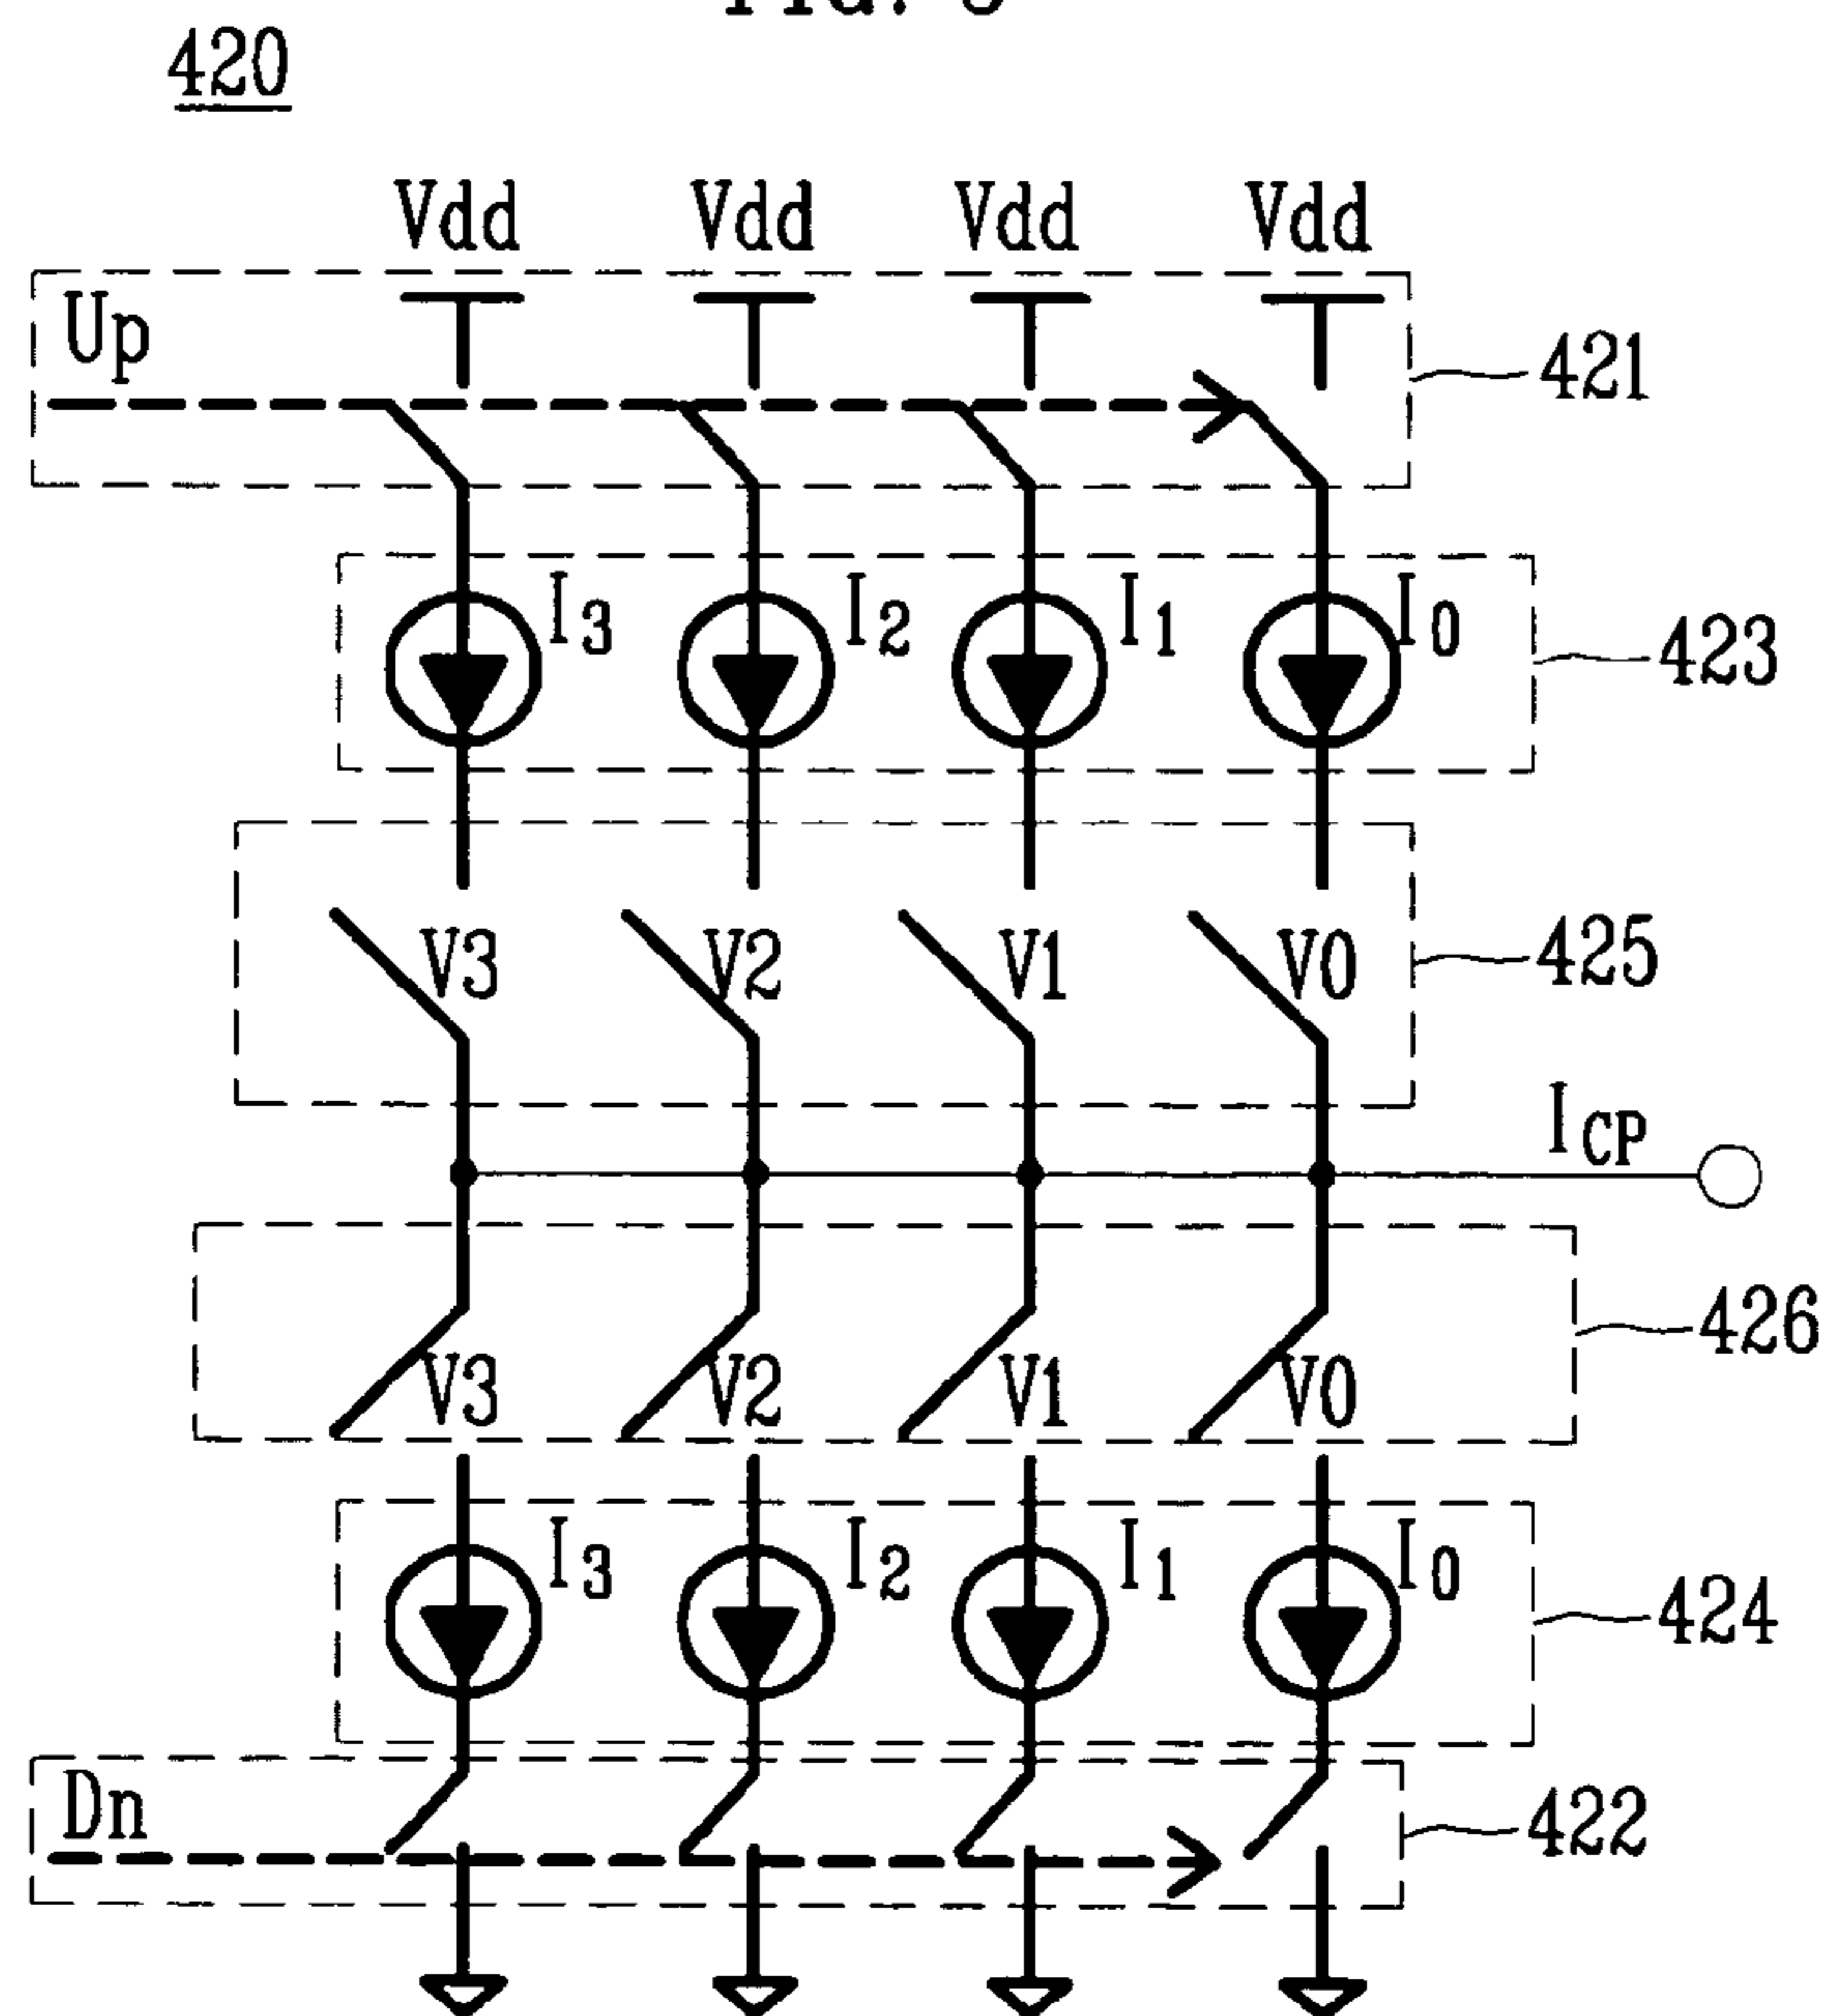 420
Vdd Vdd Vdd Vdd
Up
421
I3 I2 I1 I0
423
V3 V2 V1 V0
425
ICP
426
V3 V2 V1 V0
I3 I2 I1 I0
424
Dn
422